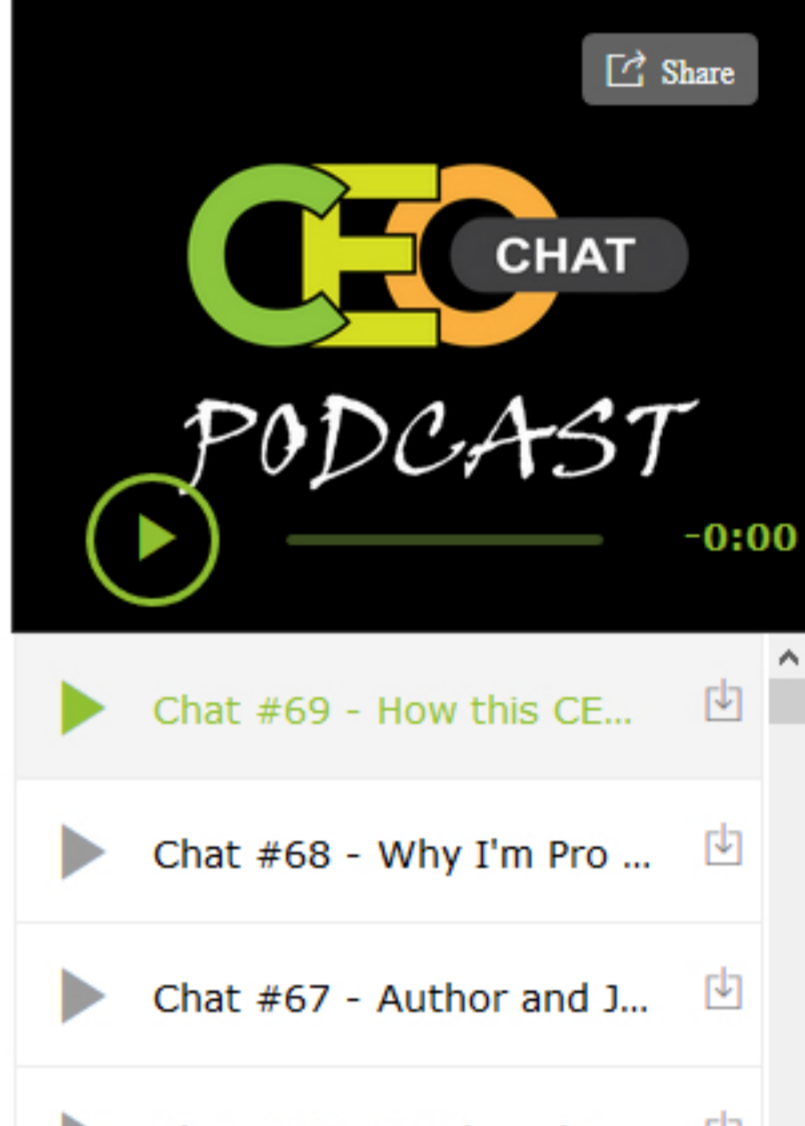 Share
CEO CHAT
PODCAST
-0:00
Chat #69 - How this CE...
Chat #68 - Why I'm Pro ...
Chat #67 - Author and J...